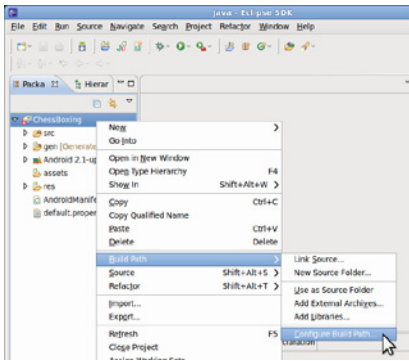 Java - Eclipse SDK
File Edit Run Source Navigate Search Project Refactor Window Help
Packa
Hierar
ChessBoxing
src
gen [Generate
Android 2.1-up
assets
res
AndroidManife
default.proper
New
Go Into
Open in New Window
Open Type Hierarchy F4
Show In Shift+Alt+W
Copy Ctrl+C
Copy Qualified Name
Paste Ctrl+V
Delete Delete
Build Path
Source Shift+Alt+S
Refactor Shift+Alt+T
Import...
Export...
Refresh F5
Close Project
Assign Working Sets
Link Source...
New Source Folder...
Use as Source Folder
Add External Archives...
Add Libraries...
Configure Build Path...
claration